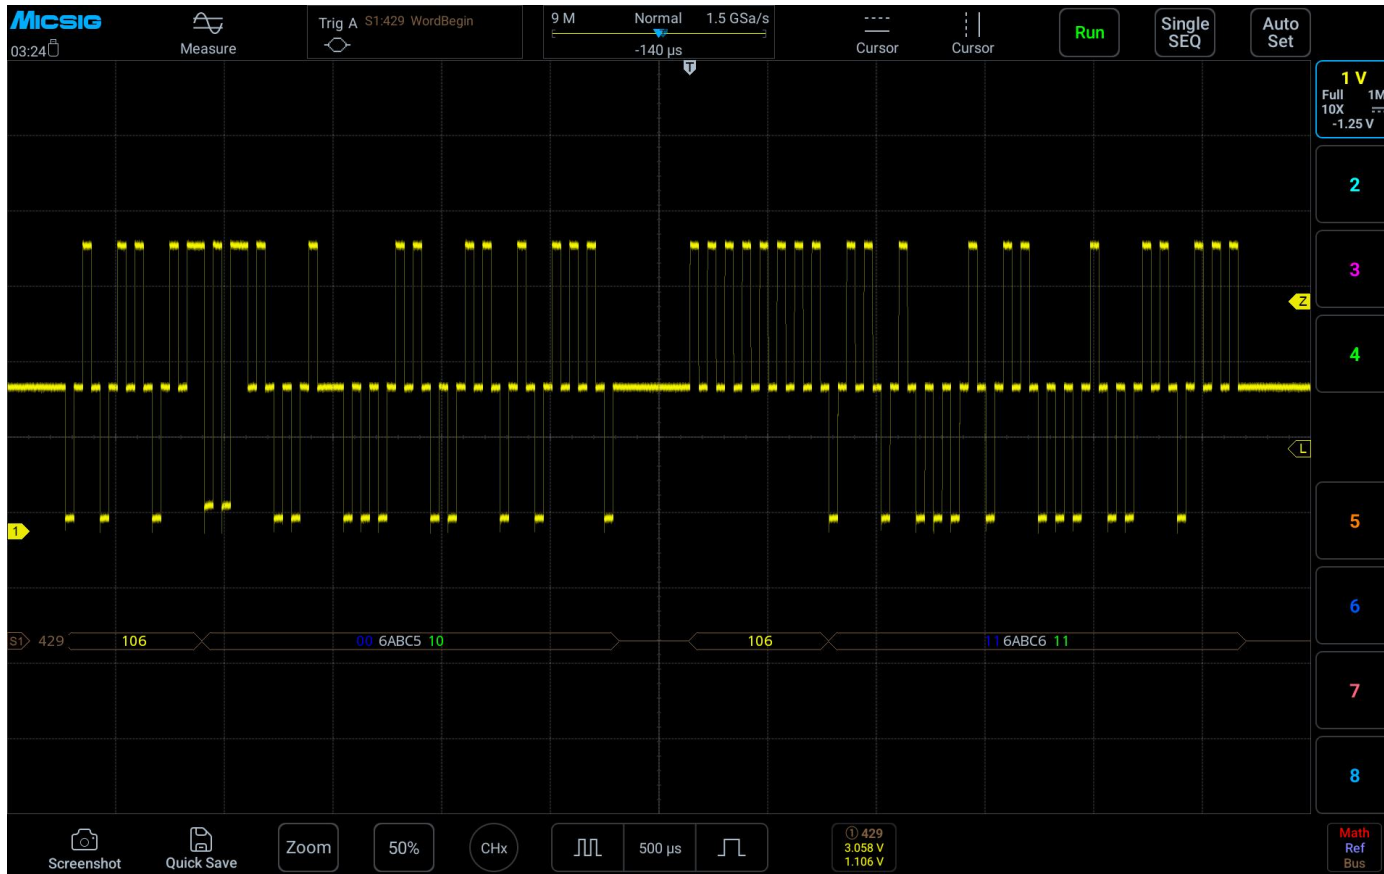 Micsig
03:24
Measure
Trig A S1:429 WordBegin
9 M Normal 1.5 GSa/s
-140 µs
Cursor
Cursor
Run
Single
SEQ
Auto
Set
T
1 V
Full 1M
10X
-1.25 V
2
3
4
5
6
7
8
Z
L
1
S1 429 106 00 6ABC5 10 106 11 6ABC6 11
Screenshot
Quick Save
Zoom
50%
CHx
500 µs
1 429
3.058 V
1.106 V
Math
Ref
Bus